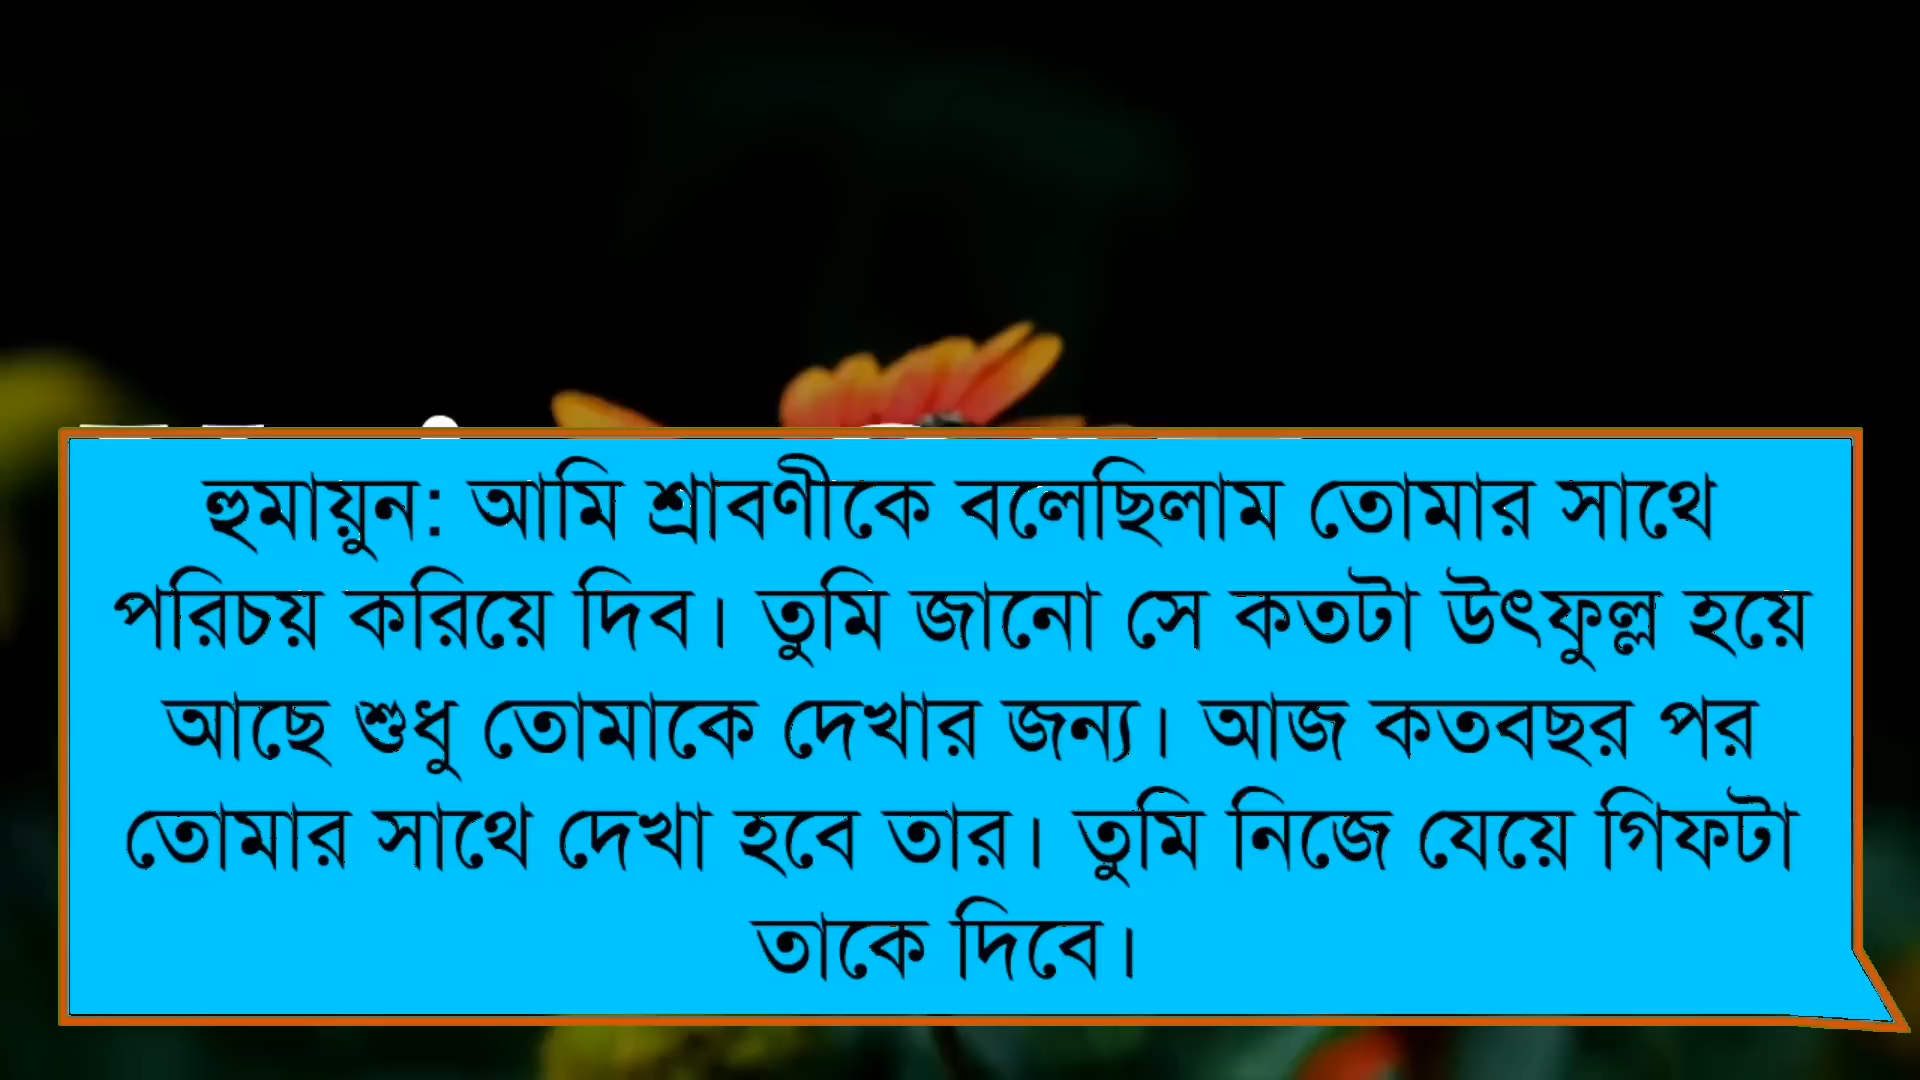 হুমায়ুন: আমি শ্রাবণীকে বলেছিলাম তোমার সাথে
পরিচয় করিয়ে দিব। তুমি জানো সে কতটা উৎফুল্ল হয়ে
আছে শুধু তোমাকে দেখার জন্য। আজ কতবছর পর
তোমার সাথে দেখা হবে তার। তুমি নিজে যেয়ে গিফটা
তাকে দিবে।